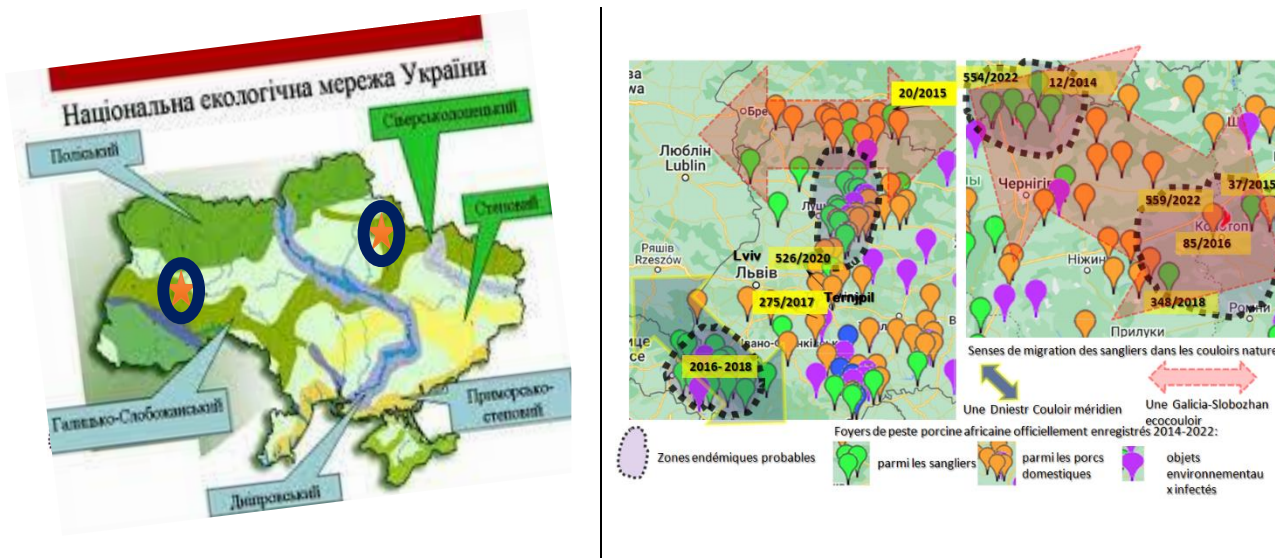 Національна екологічна мережа України
Поліський
Сіверськодонецький
Степовий
Галицько-Слобожанський
Приморсько-
степовий
Дніпровський
20/2015
Люблін
Lublin
Ряшів
Rzeszów
Lviv
Львів
526/2020
275/2017
Ternjpil
2016- 2018
554/2022
12/2014
37/2015
559/2022
85/2016
Ніжин
348/2018
Прилуки
Ромни
Senses de migration des sangliers dans les couloirs nature
Une Dniestr Couloir méridien
Une Galicia-Slobozhan
ecocouloir
Foyers de peste porcine africaine officiellement enregistrés 2014-2022:
Zones endémiques probables
parmi les sangliers
parmi les porcs
domestiques
objets
environnementau
x infectés